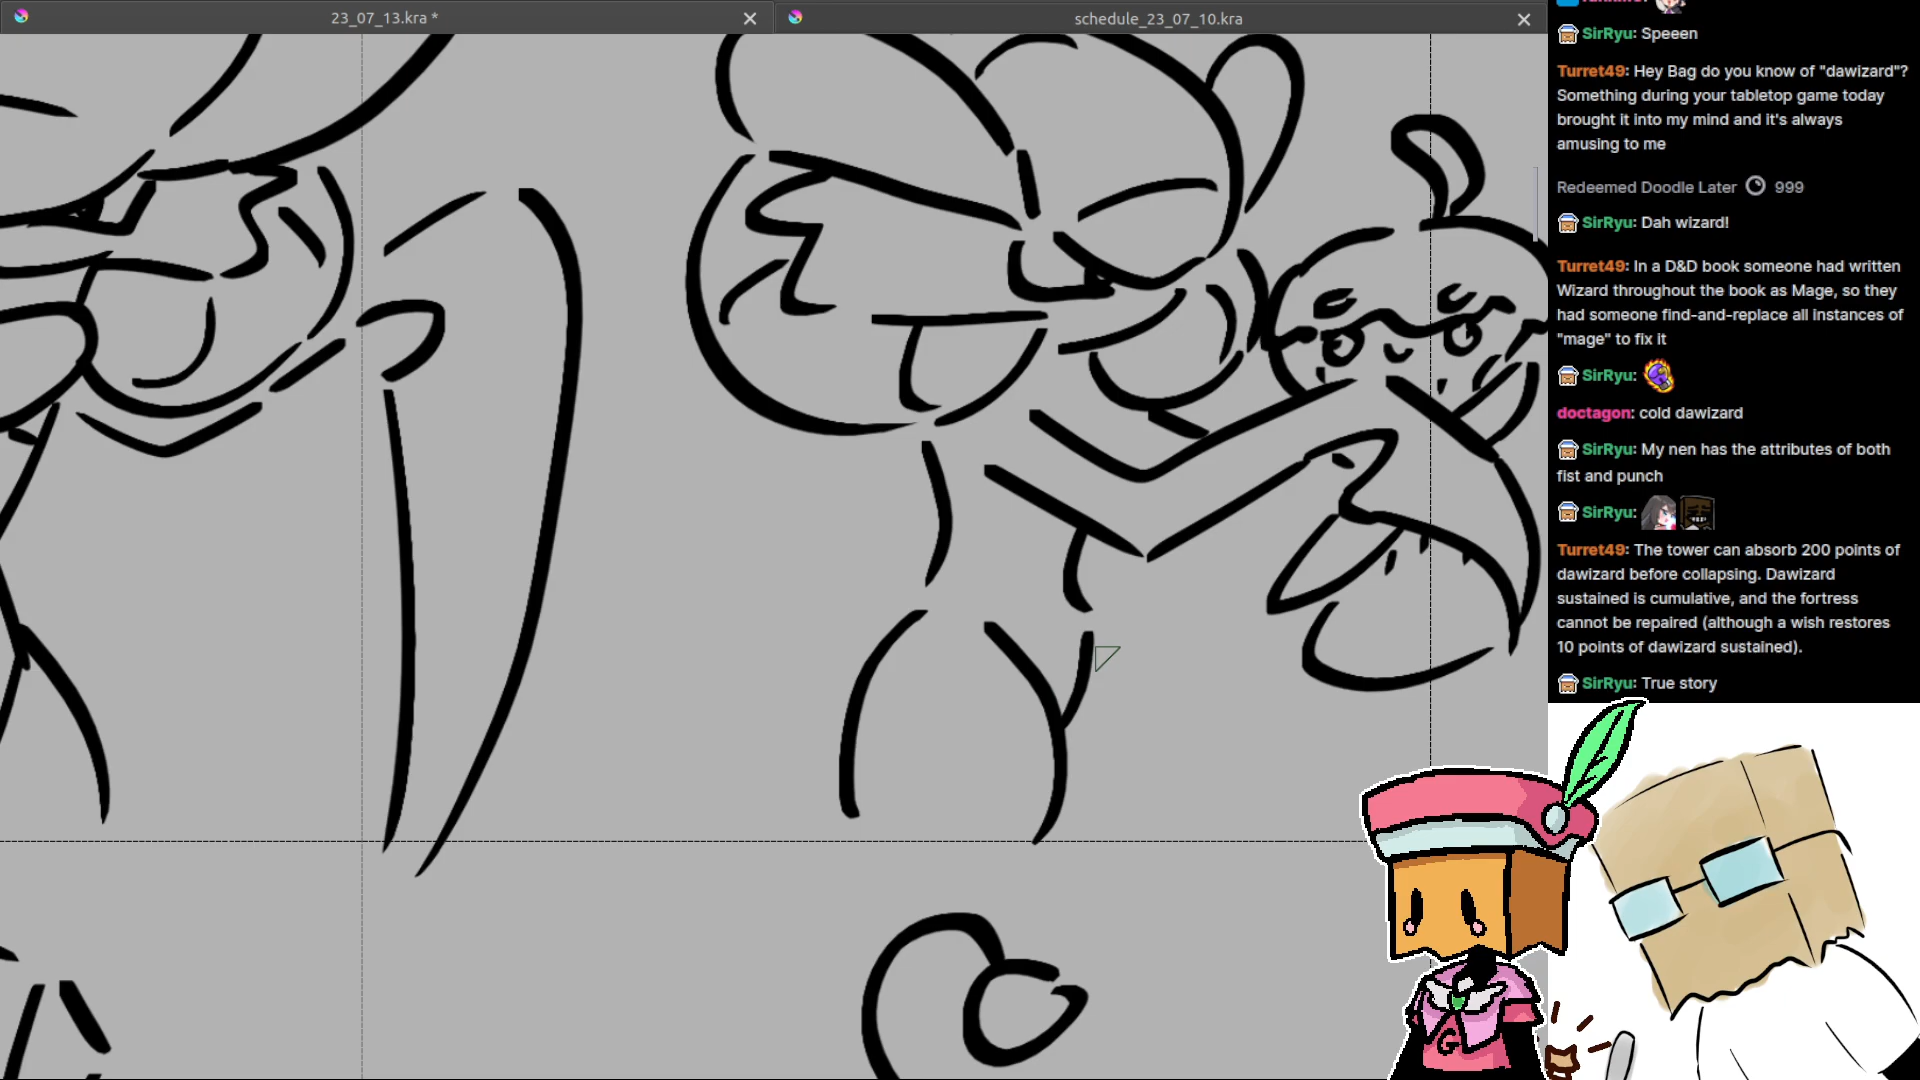 23_07_13.kra *
schedule_23_07_10.kra
SirRyu: Speeen
Turret49: Hey Bag do you know of "dawizard"?
Something during your tabletop game today
brought it into my mind and it's always
amusing to me
Redeemed Doodle Later 999
SirRyu: Dah wizard!
Turret49: In a D&D book someone had written
Wizard throughout the book as Mage, so they
had someone find-and-replace all instances of
"mage" to fix it
SirRyu:
doctagon: cold dawizard
SirRyu: My nen has the attributes of both
fist and punch
SirRyu:
Turret49: The tower can absorb 200 points of
dawizard before collapsing. Dawizard
sustained is cumulative, and the fortress
cannot be repaired (although a wish restores
10 points of dawizard sustained).
SirRyu: True story
G